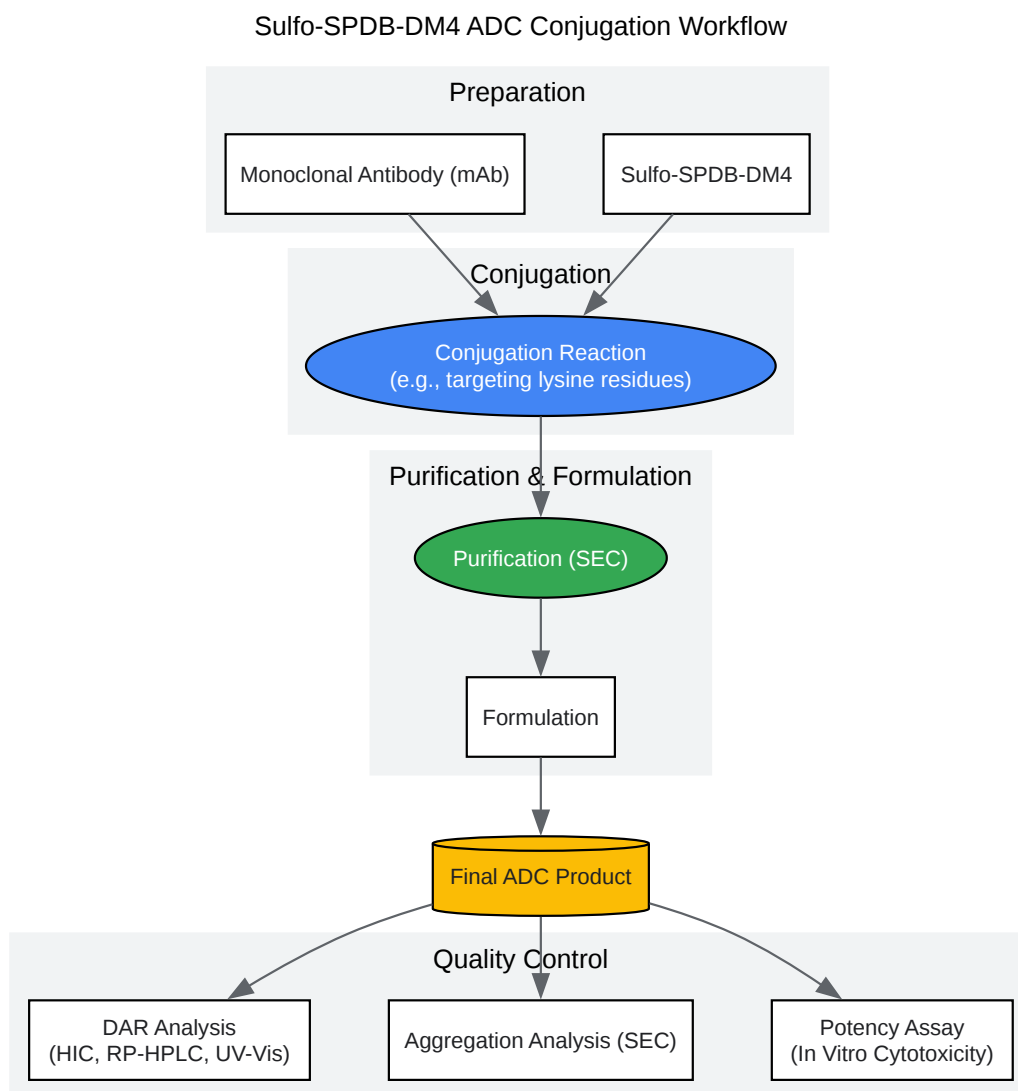 Sulfo-SPDB-DM4 ADC Conjugation Workflow
Preparation
Monoclonal Antibody (mAb)
Sulfo-SPDB-DM4
Conjugation
Conjugation Reaction
(e.g., targeting lysine residues)
Purification & Formulation
Purification (SEC)
Formulation
Final ADC Product
Quality Control
DAR Analysis
(HIC, RP-HPLC, UV-Vis)
Aggregation Analysis (SEC)
Potency Assay
(In Vitro Cytotoxicity)